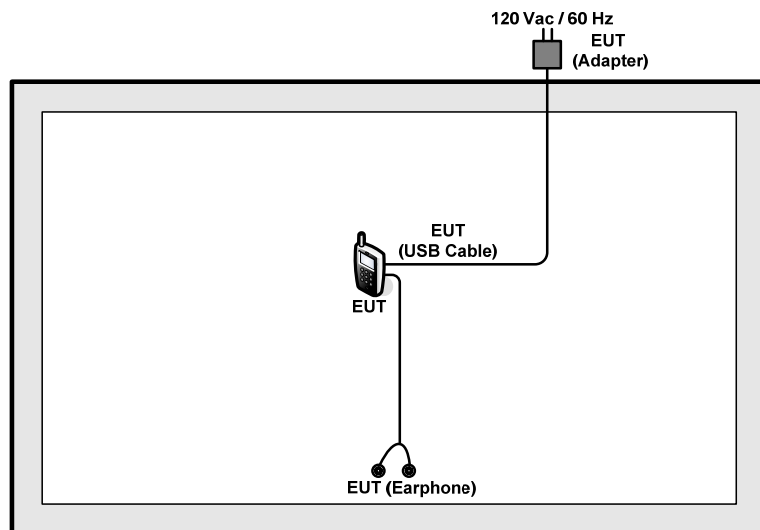 120 Vac / 60 Hz
EUT
(Adapter)
EUT
(USB Cable)
EUT
EUT (Earphone)